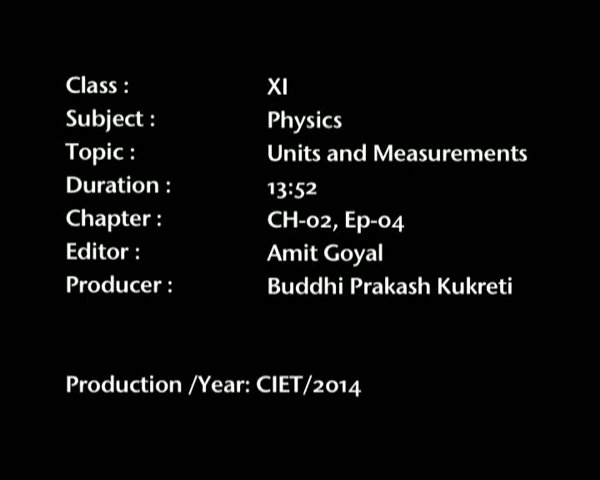 Class : XI
Subject : Physics
Topic : Units and Measurements
Duration : 13:52
Chapter : CH-02, Ep-04
Editor : Amit Goyal
Producer : Buddhi Prakash Kukreti
Production /Year: CIET/2014